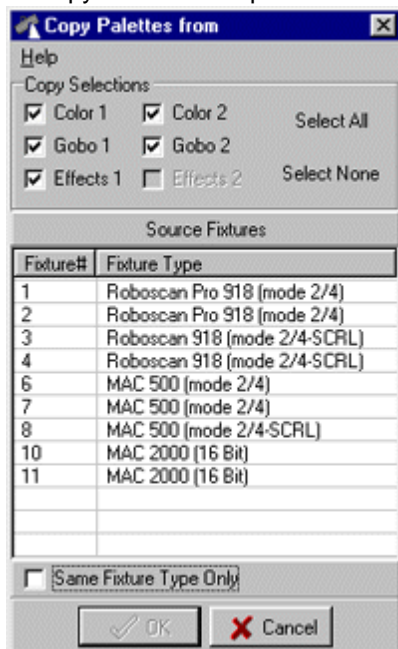 Copy Palettes from
Help
Copy Selections
Color 1 Color 2 Select All
Gobo 1 Gobo 2
Effects 1 Effects 2 Select None
Source Fixtures
Fixture# Fixture Type
1 Roboscan Pro 918 (mode 2/4)
2 Roboscan Pro 918 (mode 2/4)
3 Roboscan 918 (mode 2/4-SCRL)
4 Roboscan 918 (mode 2/4-SCRL)
6 MAC 500 (mode 2/4)
7 MAC 500 (mode 2/4)
8 MAC 500 (mode 2/4-SCRL)
10 MAC 2000 (16 Bit)
11 MAC 2000 (16 Bit)
Same Fixture Type Only
OK Cancel